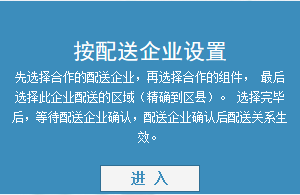 按配送企业设置
先选择合作的配送企业，再选择合作的组件， 最后
选择此企业配送的区域（精确到区县）。 选择完毕
后，等待配送企业确认，配送企业确认后配送关系生
效。
进 入